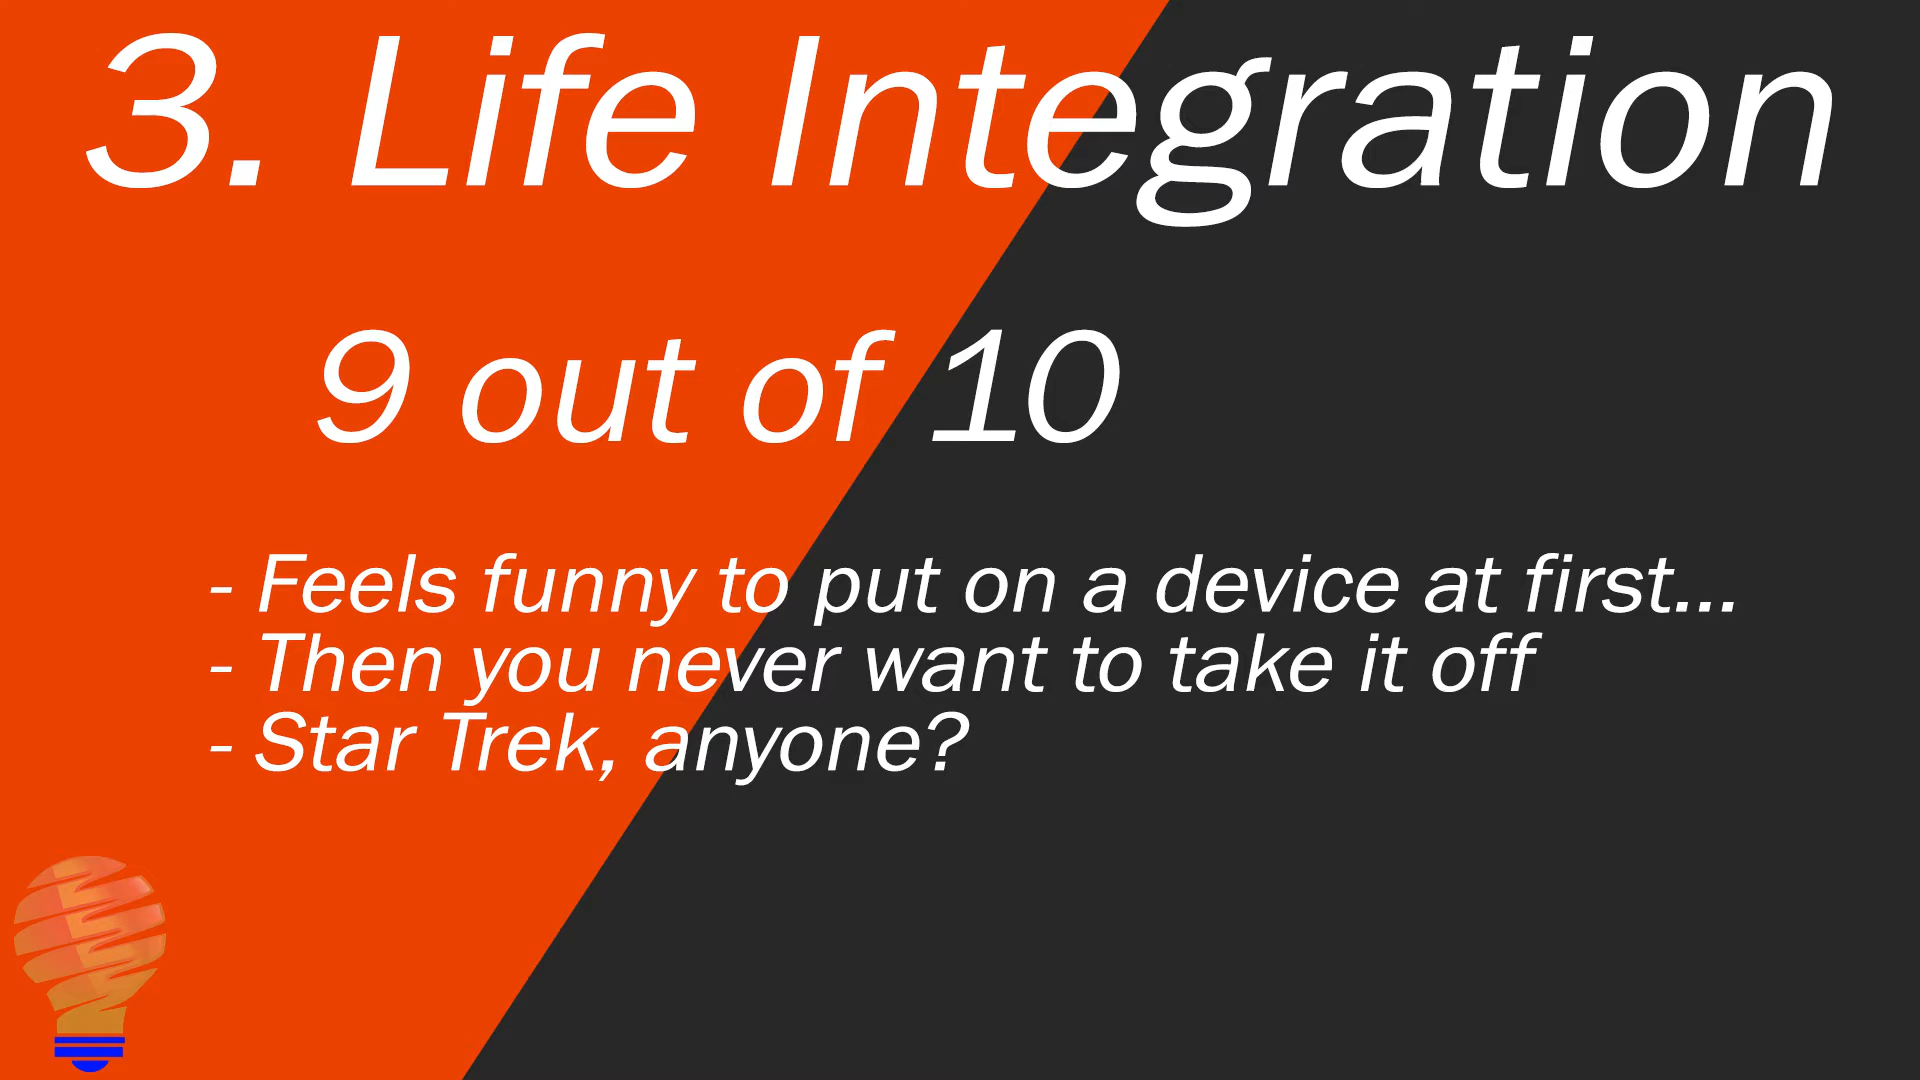 3. Life Integration
9 out of 10
- Feels funny to put on a device at first...
- Then you never want to take it off
- Star Trek, anyone?